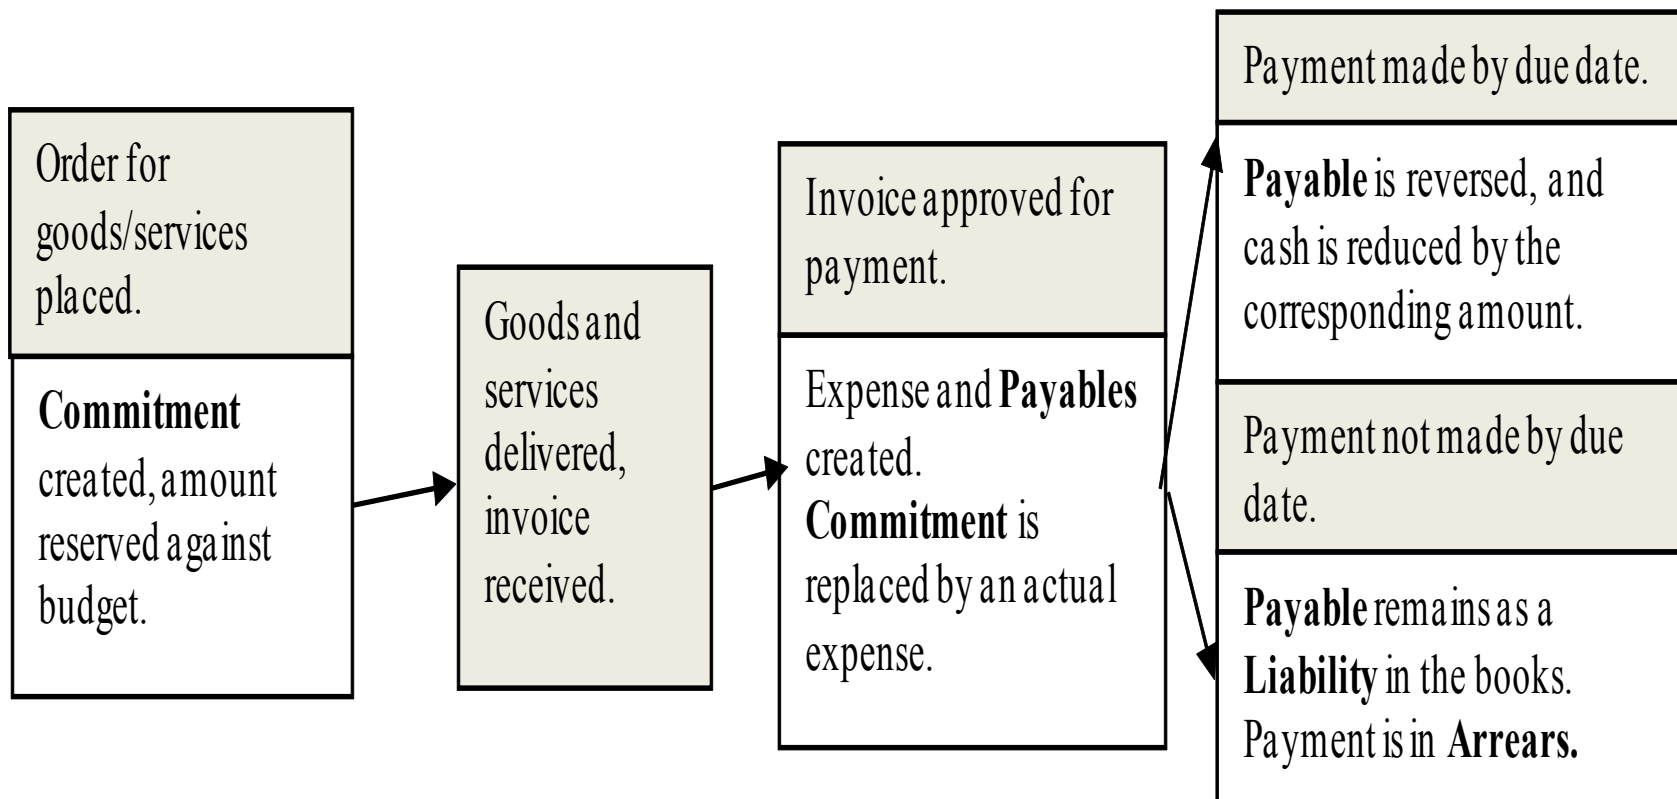 Order for
goods/services
placed.
Commitment
created, amount
reserved against
budget.
Goods and
services
delivered,
invoice
received.
Invoice approved for
payment.
Expense and Payables
created.
Commitment is
replaced by an actual
expense.
Payment made by due date.
Payable is reversed, and
cash is reduced by the
corresponding amount.
Payment not made by due
date.
Payable remains as a
Liability in the books.
Payment is in Arrears.